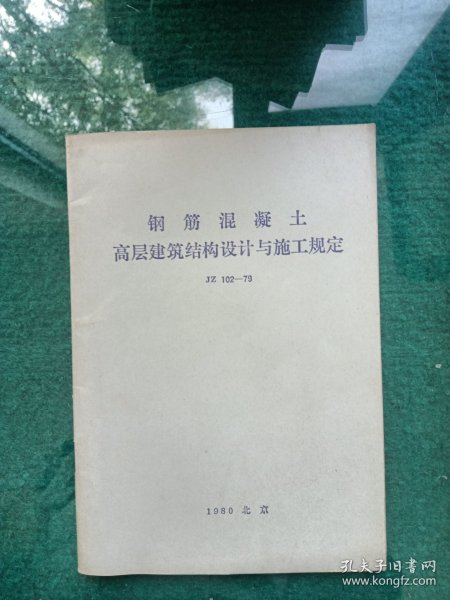 钢筋混凝土
高层建筑结构设计与施工规定
JZ 102—79
1980 北京
孔夫子旧书网
www.kongfz.com